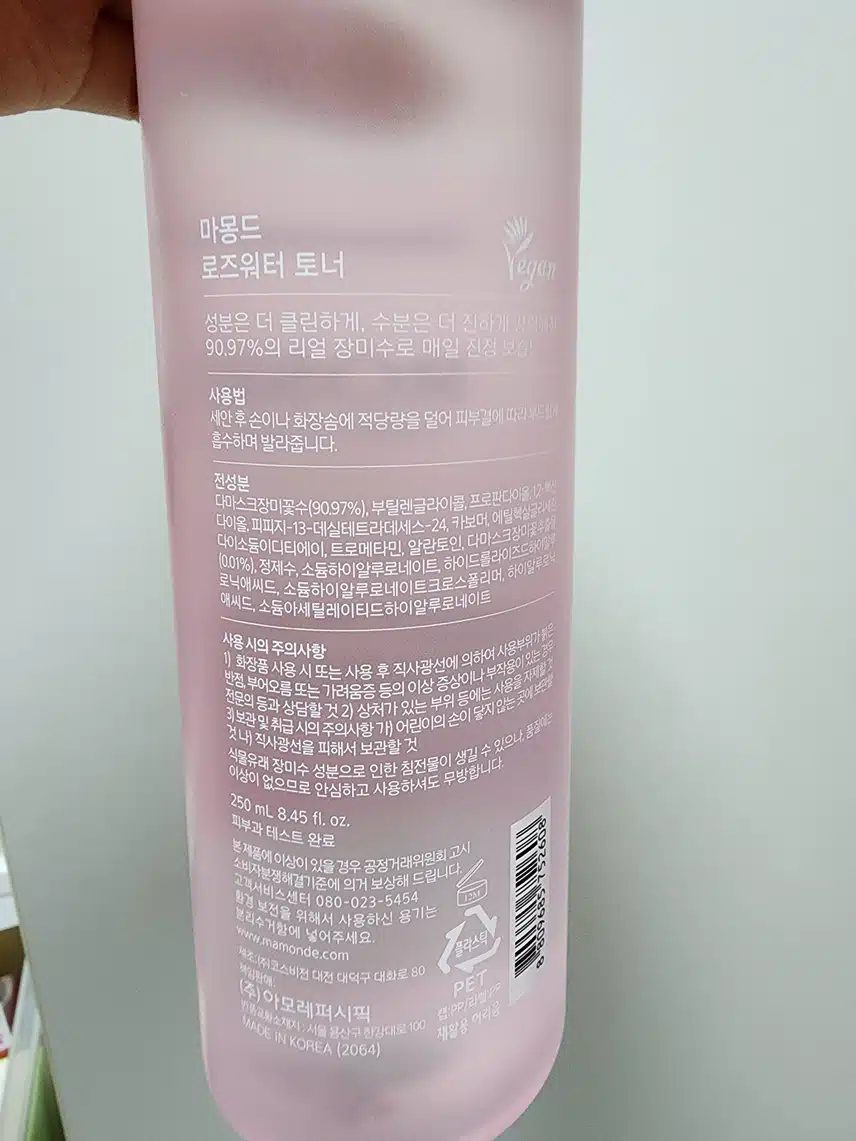 마몽드
로즈워터 토너
Vegan
성분은 더 클린하게, 수분은 더 진하게
90.97%의 리얼 장미수로 매일 진정 보습!
사용법
세안 후 손이나 화장솜에 적당량을 덜어 피부결에 따라 부드럽게
흡수하며 발라줍니다.
전성분
다마스크장미꽃수(90.97%), 부틸렌글라이콜, 프로판다이올, 1,2-헥산
다이올, 피피지-13-데실테트라데세스-24, 카보머, 에틸헥실글리세린,
다이소듐이디티에이, 트로메타민, 알란토인, 다마스크장미꽃추출물
(0.01%), 정제수, 소듐하이알루로네이트, 하이드롤라이즈드하이알루
로닉애씨드, 소듐하이알루로네이트크로스폴리머, 하이알루로닉
애씨드, 소듐아세틸레이티드하이알루로네이트
사용 시의 주의사항
1) 화장품 사용 시 또는 사용 후 직사광선에 의하여 사용부위가 붉은
반점, 부어오름 또는 가려움증 등의 이상 증상이나 부작용이 있는 경우
전문의 등과 상담할 것 2) 상처가 있는 부위 등에는 사용을 자제할 것
3) 보관 및 취급 시의 주의사항 가) 어린이의 손이 닿지 않는 곳에 보관할
것 나) 직사광선을 피해서 보관할 것
식물유래 장미수 성분으로 인한 침전물이 생길 수 있으나, 품질에는
이상이 없으므로 안심하고 사용하셔도 무방합니다.
250 mL 8.45 fl. oz.
피부과 테스트 완료
본 제품에 이상이 있을 경우 공정거래위원회 고시
소비자분쟁해결기준에 의거 보상해 드립니다.
고객서비스센터 080-023-5454
환경 보전을 위해서 사용하신 용기는
분리수거함에 넣어주세요.
www.mamonde.com
제조:(주)코스비전 대전 대덕구 대화로 80
책임판매:
(주)아모레퍼시픽
반품교환소재지 : 서울 용산구 한강대로 100
MADE IN KOREA (2064)
12M
플라스틱
PET
캡:PP/라벨:PP
재활용 어려움
8 809685 752608